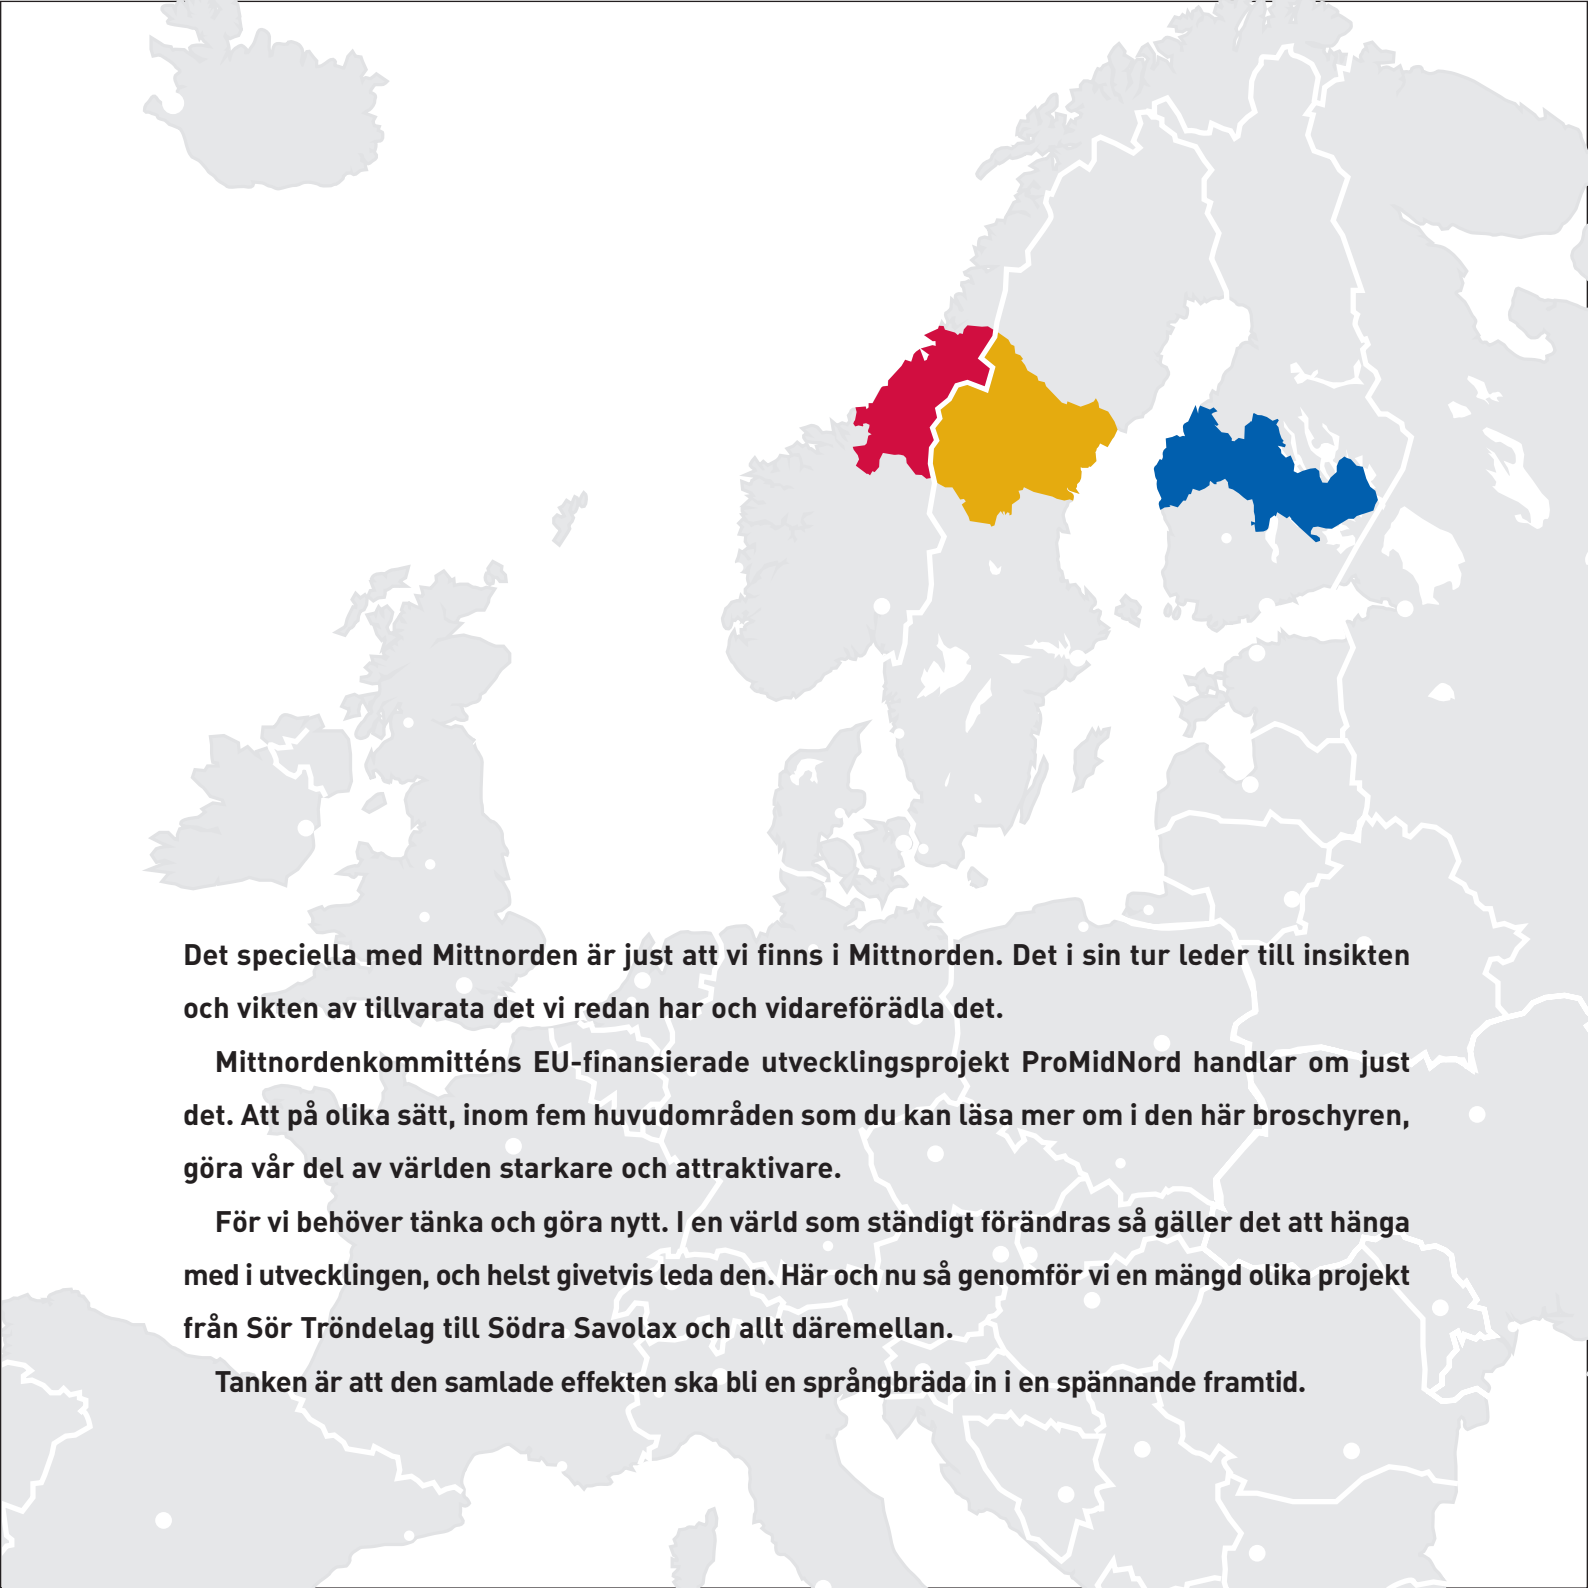 Det speciella med Mittnorden är just att vi finns i Mittnorden. Det i sin tur leder till insikten
och vikten av tillvarata det vi redan har och vidareförädla det.
Mittnordenkommitténs EU-finansierade utvecklingsprojekt ProMidNord handlar om just
det. Att på olika sätt, inom fem huvudområden som du kan läsa mer om i den här broschyren,
göra vår del av världen starkare och attraktivare.
För vi behöver tänka och göra nytt. I en värld som ständigt förändras så gäller det att hänga
med i utvecklingen, och helst givetvis leda den. Här och nu så genomför vi en mängd olika projekt
från Sör Tröndelag till Södra Savolax och allt däremellan.
Tanken är att den samlade effekten ska bli en språngbräda in i en spännande framtid.